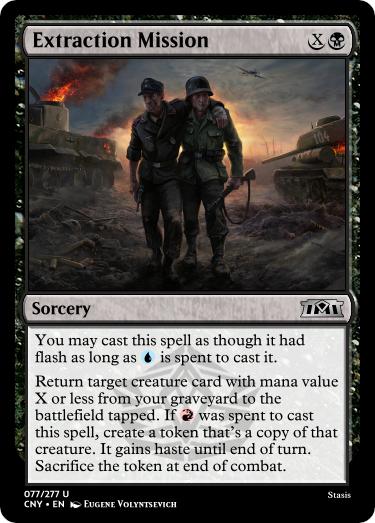 Extraction Mission X
Sorcery
You may cast this spell as though it had
flash as long as is spent to cast it.
Return target creature card with mana value
X or less from your graveyard to the
battlefield tapped. If was spent to cast
this spell, create a token that's a copy of that
creature. It gains haste until end of turn.
Sacrifice the token at end of combat.
077/277 U
Stasis
CNY • EN Eugene Volyntsevich